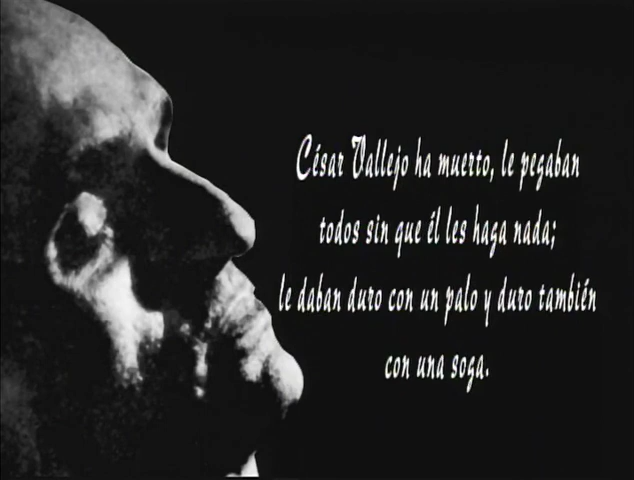 César Vallejo ha muerto, le pegaban
todos sin que él les haga nada;
le daban duro con un palo y duro también
con una soga.